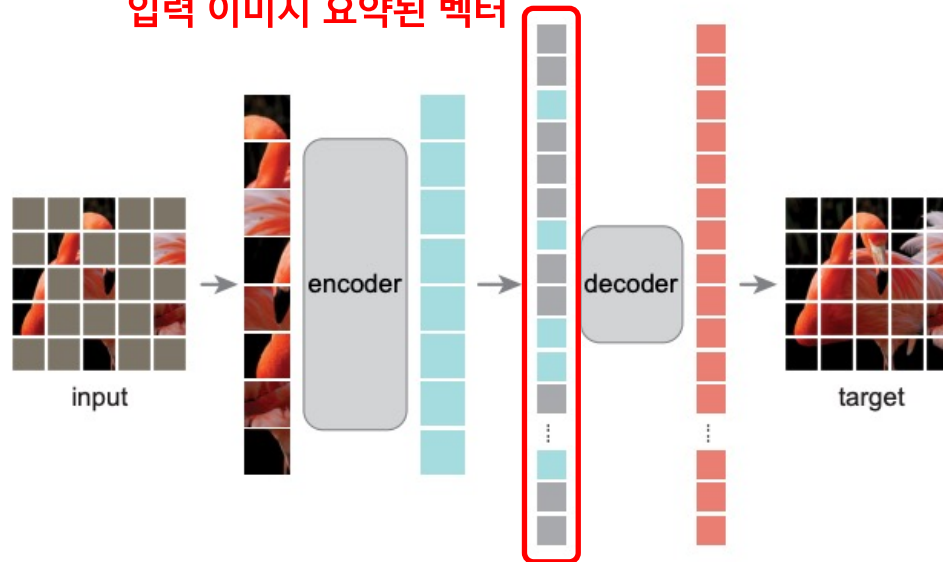 입력 이미지 요약된 벡터
encoder
decoder
input
target